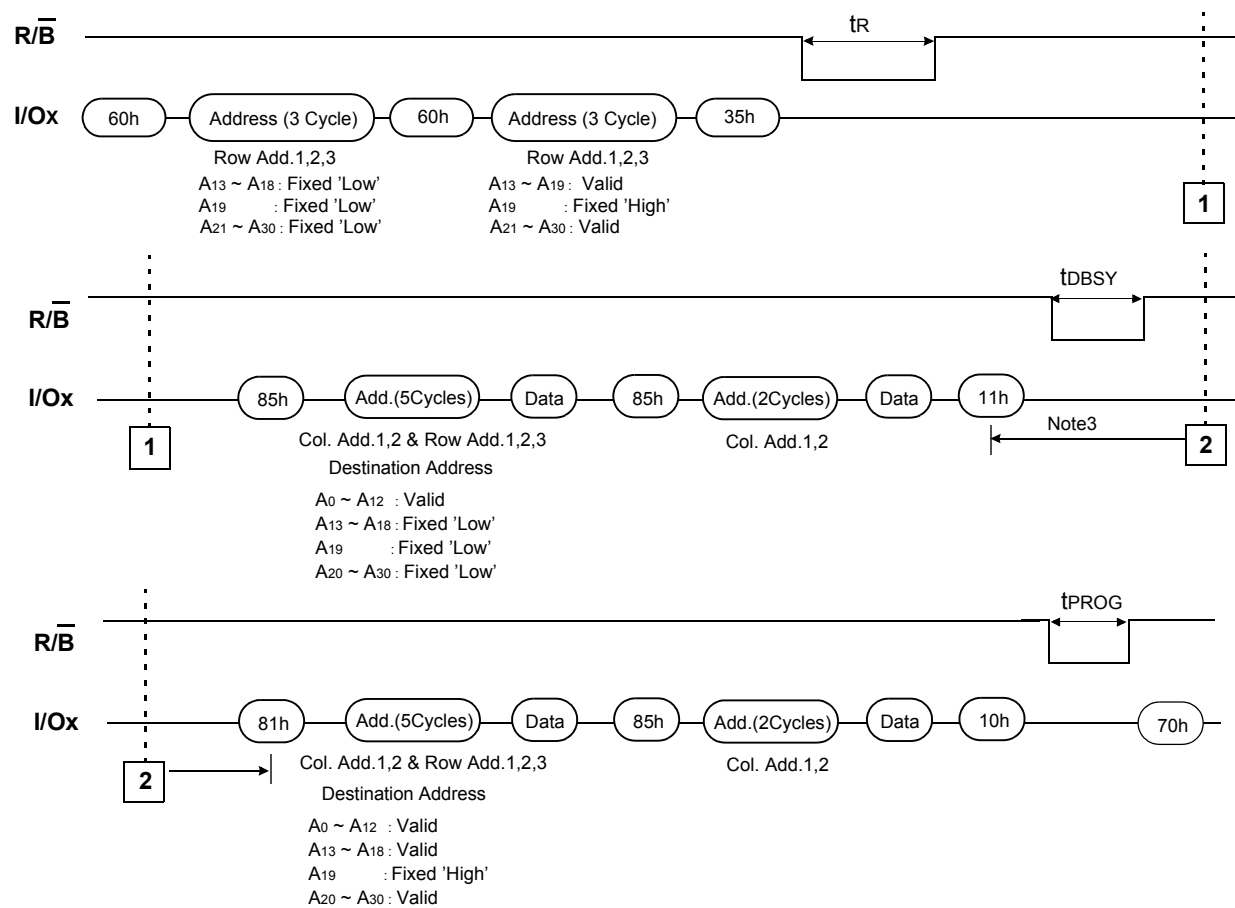 R/B
tR
I/Ox 60h Address (3 Cycle) 60h Address (3 Cycle) 35h
Row Add.1,2,3 Row Add.1,2,3
A13 ~ A18 : Fixed 'Low' A13 ~ A19 : Valid
A19 : Fixed 'Low' A19 : Fixed 'High'
A21 ~ A30 : Fixed 'Low' A21 ~ A30 : Valid
1
tDBSY
R/B
I/Ox 85h Add.(5Cycles) Data 85h Add.(2Cycles) Data 11h
Note3
1 Col. Add.1,2 & Row Add.1,2,3 Col. Add.1,2 2
Destination Address
A0 ~ A12 : Valid
A13 ~ A18 : Fixed 'Low'
A19 : Fixed 'Low'
A20 ~ A30 : Fixed 'Low'
tPROG
R/B
I/Ox 81h Add.(5Cycles) Data 85h Add.(2Cycles) Data 10h 70h
2 Col. Add.1,2 & Row Add.1,2,3 Col. Add.1,2
Destination Address
A0 ~ A12 : Valid
A13 ~ A18 : Valid
A19 : Fixed 'High'
A20 ~ A30 : Valid